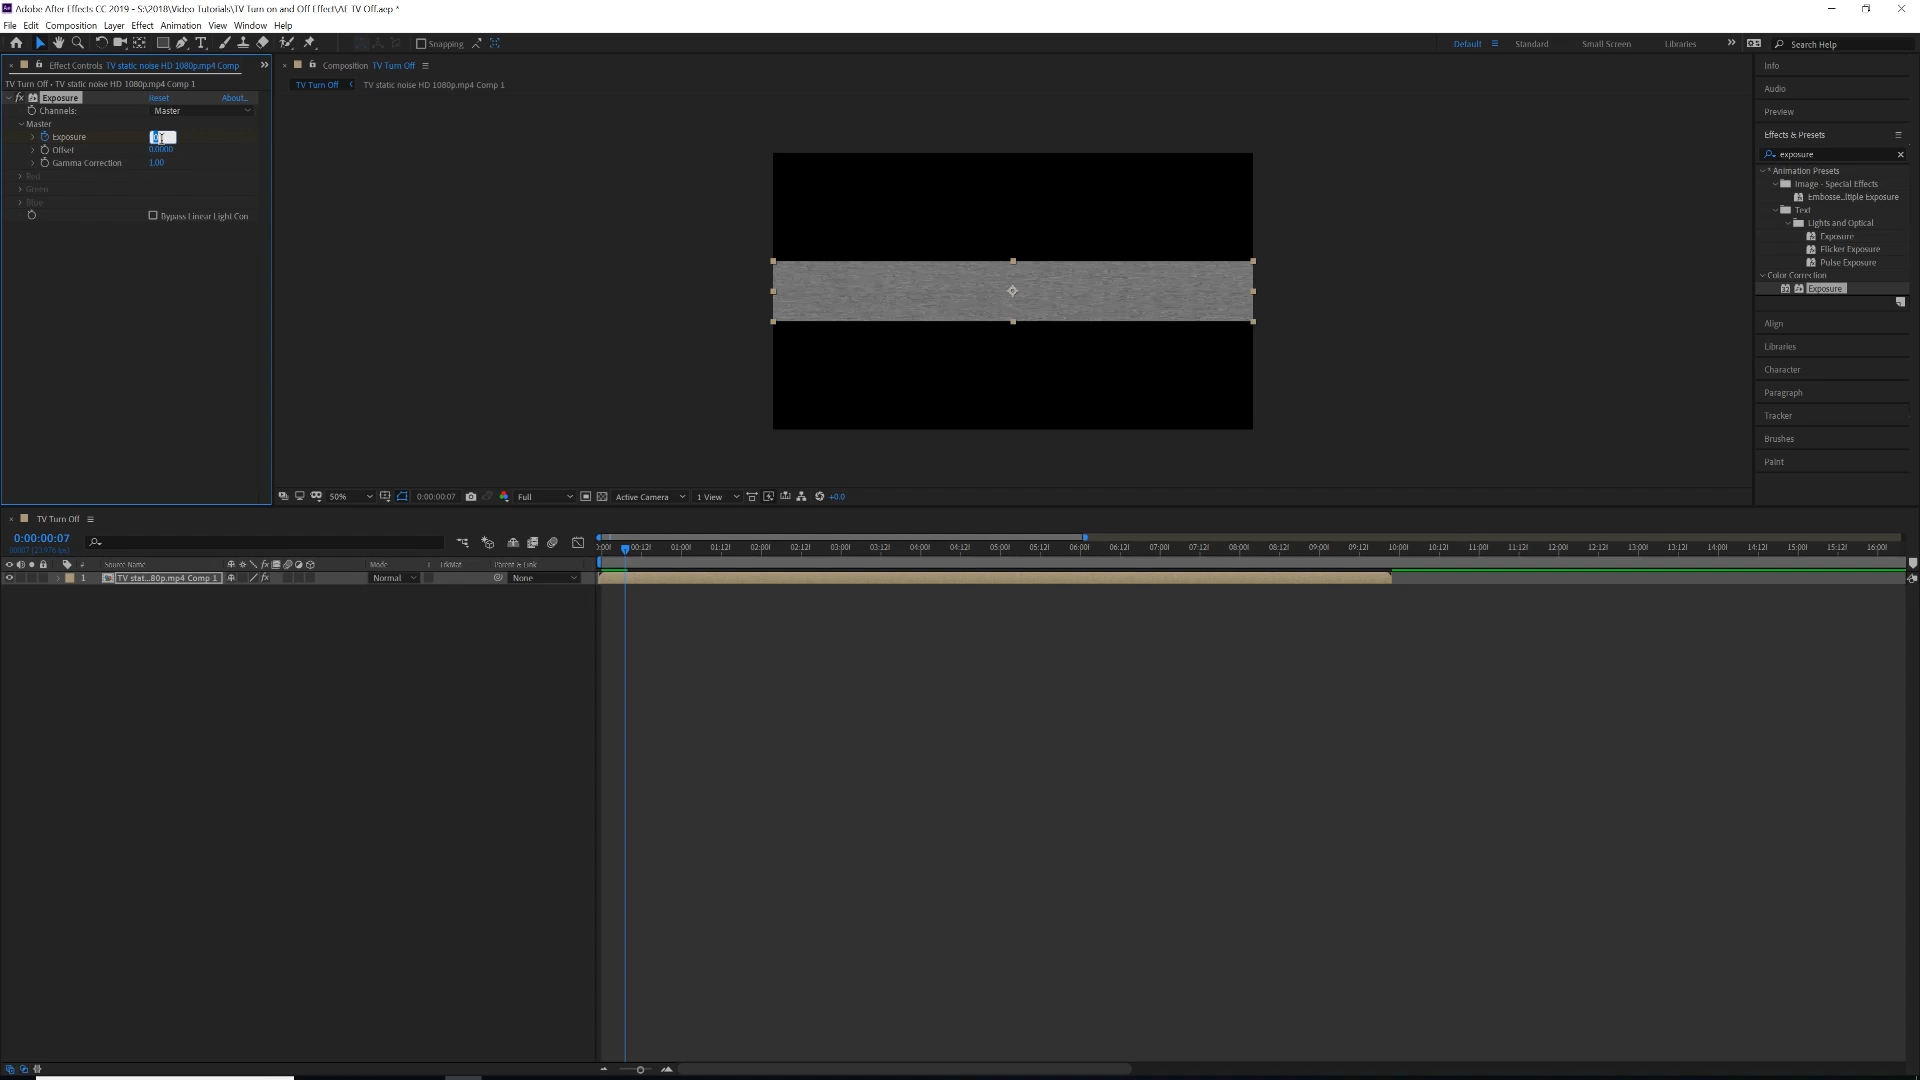 Adobe After Effects CC 2019 - S:\2018\Video Tutorials\TV Turn on and Off Effect\AE TV Off.aep *
File Edit Composition Layer Effect Animation View Window Help
Snapping
Default Standard Small Screen Libraries Search Help
Effect Controls TV static noise HD 1080p.mp4 Comp
TV Turn Off • TV static noise HD 1080p.mp4 Comp 1
fx Exposure Reset About...
Channels: Master
Master
Exposure
Offset 0.0000
Gamma Correction 1.00
Red
Green
Blue
Bypass Linear Light Con
Composition TV Turn Off
TV Turn Off TV static noise HD 1080p.mp4 Comp 1
50% 0:00:00:07 Full Active Camera 1 View +0.0
Info
Audio
Preview
Effects & Presets
exposure
* Animation Presets
Image - Special Effects
Embosse...ltiple Exposure
Text
Lights and Optical
Exposure
Flicker Exposure
Pulse Exposure
Color Correction
32 Exposure
Align
Libraries
Character
Paragraph
Tracker
Brushes
Paint
TV Turn Off
0:00:00:07
00007 (23.976 fps)
# Source Name fx Mode T TrkMat Parent & Link
1 TV stat...80p.mp4 Comp 1 fx Normal None
):00f 00:12f 01:00f 01:12f 02:00f 02:12f 03:00f 03:12f 04:00f 04:12f 05:00f 05:12f 06:00f 06:12f 07:00f 07:12f 08:00f 08:12f 09:00f 09:12f 10:00f 10:12f 11:00f 11:12f 12:00f 12:12f 13:00f 13:12f 14:00f 14:12f 15:00f 15:12f 16:00f